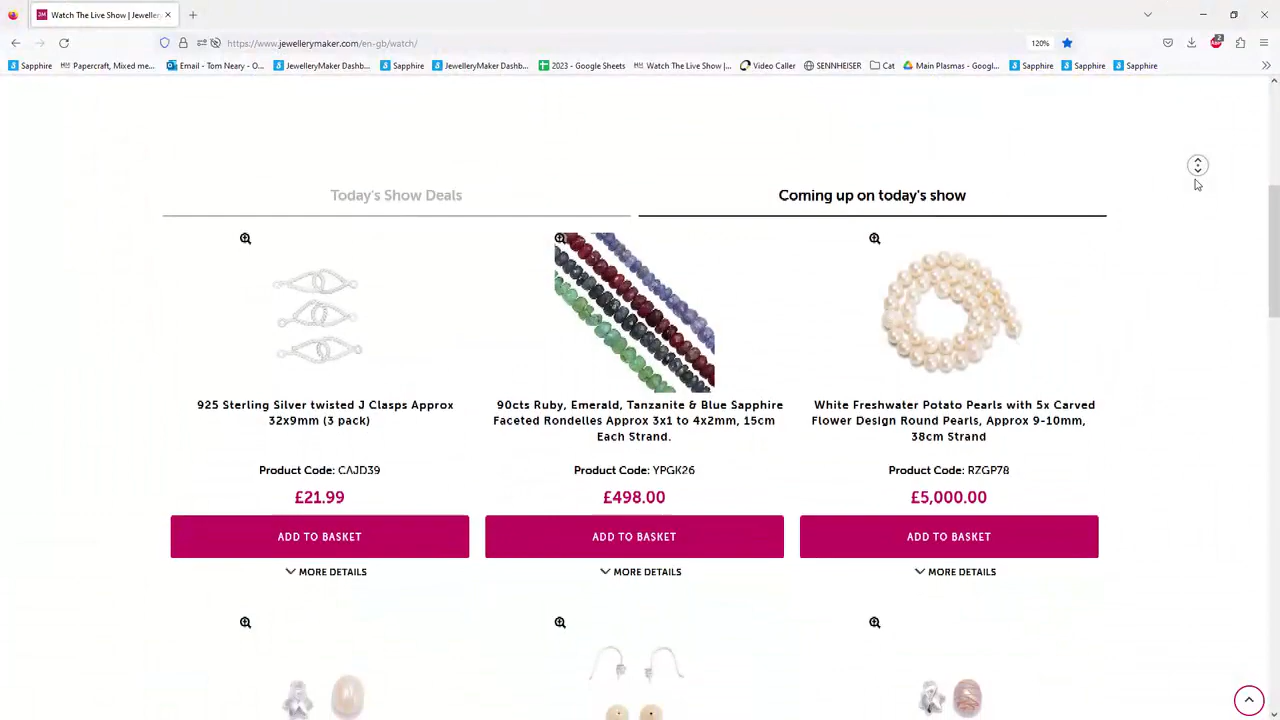 Watch The Live Show | Jeweller
https://www.jewellerymaker.com/en-gb/watch/
120%
2
Sapphire
Papercraft, Mixed me...
Email - Tom Neary - O...
JewelleryMaker Dashb...
Sapphire
JewelleryMaker Dashb...
2023 - Google Sheets
Watch The Live Show |...
Video Caller
SENNHEISER
Cat
Main Plasmas - Googl...
Sapphire
Sapphire
Sapphire
Today's Show Deals
Coming up on today's show
925 Sterling Silver twisted J Clasps Approx
32x9mm (3 pack)
Product Code: CAJD39
£21.99
ADD TO BASKET
MORE DETAILS
90cts Ruby, Emerald, Tanzanite & Blue Sapphire
Faceted Rondelles Approx 3x1 to 4x2mm, 15cm
Each Strand.
Product Code: YPGK26
£498.00
ADD TO BASKET
MORE DETAILS
White Freshwater Potato Pearls with 5x Carved
Flower Design Round Pearls, Approx 9-10mm,
38cm Strand
Product Code: RZGP78
£5,000.00
ADD TO BASKET
MORE DETAILS